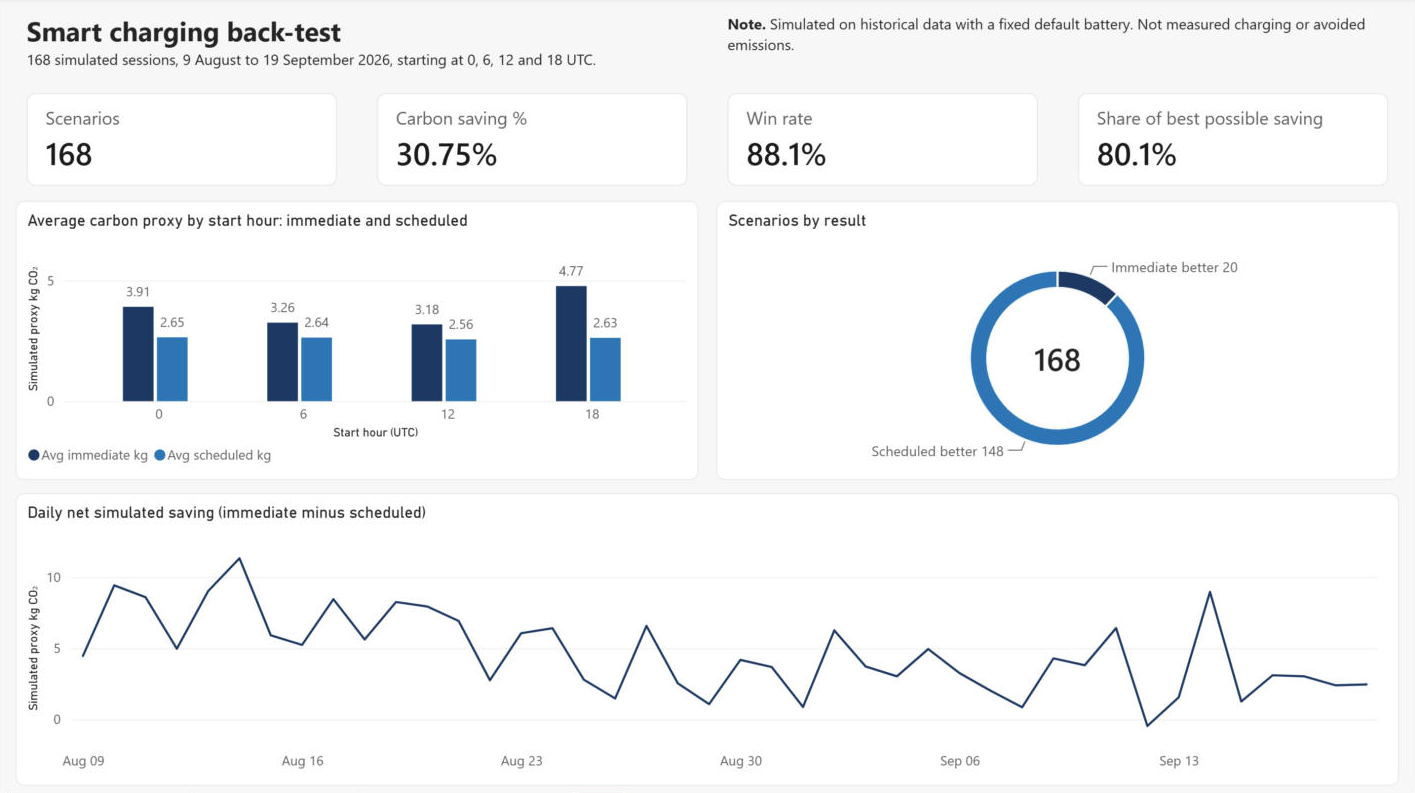 Smart charging back-test
168 simulated sessions, 9 August to 19 September 2026, starting at 0, 6, 12 and 18 UTC.
Note. Simulated on historical data with a fixed default battery. Not measured charging or avoided
emissions.
Scenarios
168
Carbon saving %
30.75%
Win rate
88.1%
Share of best possible saving
80.1%
Average carbon proxy by start hour: immediate and scheduled
Simulated proxy kg CO₂
5
0
3.91
2.65
3.26
2.64
3.18
2.56
4.77
2.63
0
6
12
18
Start hour (UTC)
Avg immediate kg
Avg scheduled kg
Scenarios by result
Immediate better 20
168
Scheduled better 148
Daily net simulated saving (immediate minus scheduled)
Simulated proxy kg CO₂
10
5
0
Aug 09
Aug 16
Aug 23
Aug 30
Sep 06
Sep 13